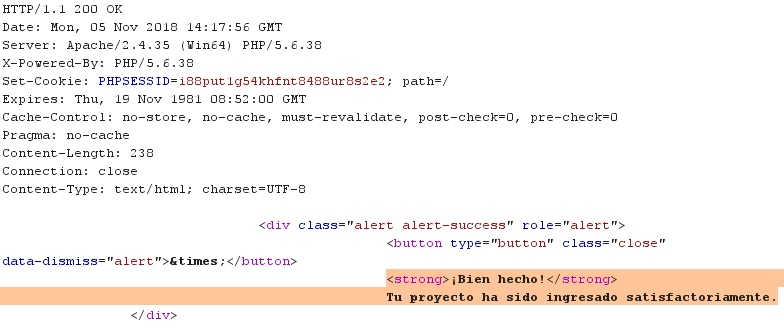 HTTP/1.1 200 OK
Date: Mon, 05 Nov 2018 14:17:56 GMT
Server: Apache/2.4.35 (Win64) PHP/5.6.38
X-Powered-By: PHP/5.6.38
Set-Cookie: PHPSESSID=i88put1g54khfnt8488ur8s2e2; path=/
Expires: Thu, 19 Nov 1981 08:52:00 GMT
Cache-Control: no-store, no-cache, must-revalidate, post-check=0, pre-check=0
Pragma: no-cache
Content-Length: 238
Connection: close
Content-Type: text/html; charset=UTF-8
<div class="alert alert-success" role="alert">
<button type="button" class="close"
data-dismiss="alert">&times;</button>
<strong>¡Bien hecho!</strong>
Tu proyecto ha sido ingresado satisfactoriamente.
</div>